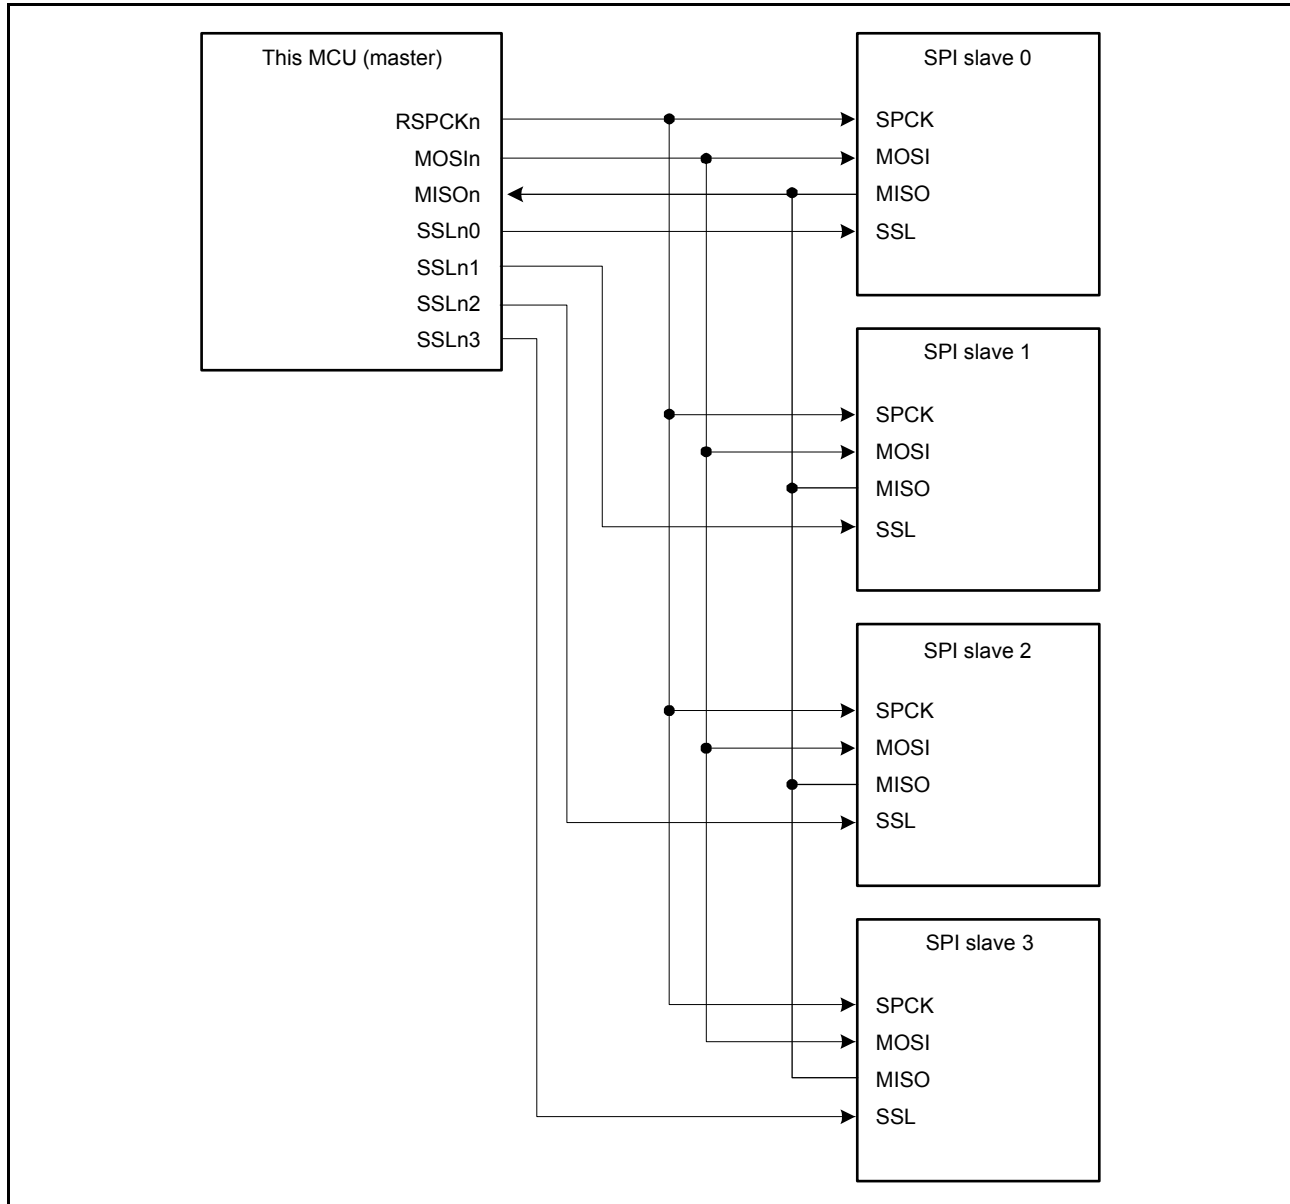 This MCU (master)
RSPCKn
MOSIn
MISOn
SSLn0
SSLn1
SSLn2
SSLn3
SPI slave 0
SPCK
MOSI
MISO
SSL
SPI slave 1
SPCK
MOSI
MISO
SSL
SPI slave 2
SPCK
MOSI
MISO
SSL
SPI slave 3
SPCK
MOSI
MISO
SSL